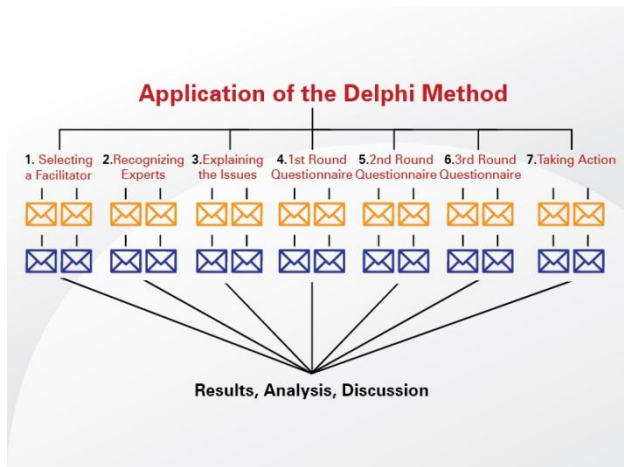 Application of the Delphi Method
1. Selecting
a Facilitator
2.Recognizing
Experts
3.Explaining
the Issues
4.1st Round
Questionnaire
5.2nd Round
Questionnaire
6.3rd Round
Questionnaire
7.Taking Action
Results, Analysis, Discussion